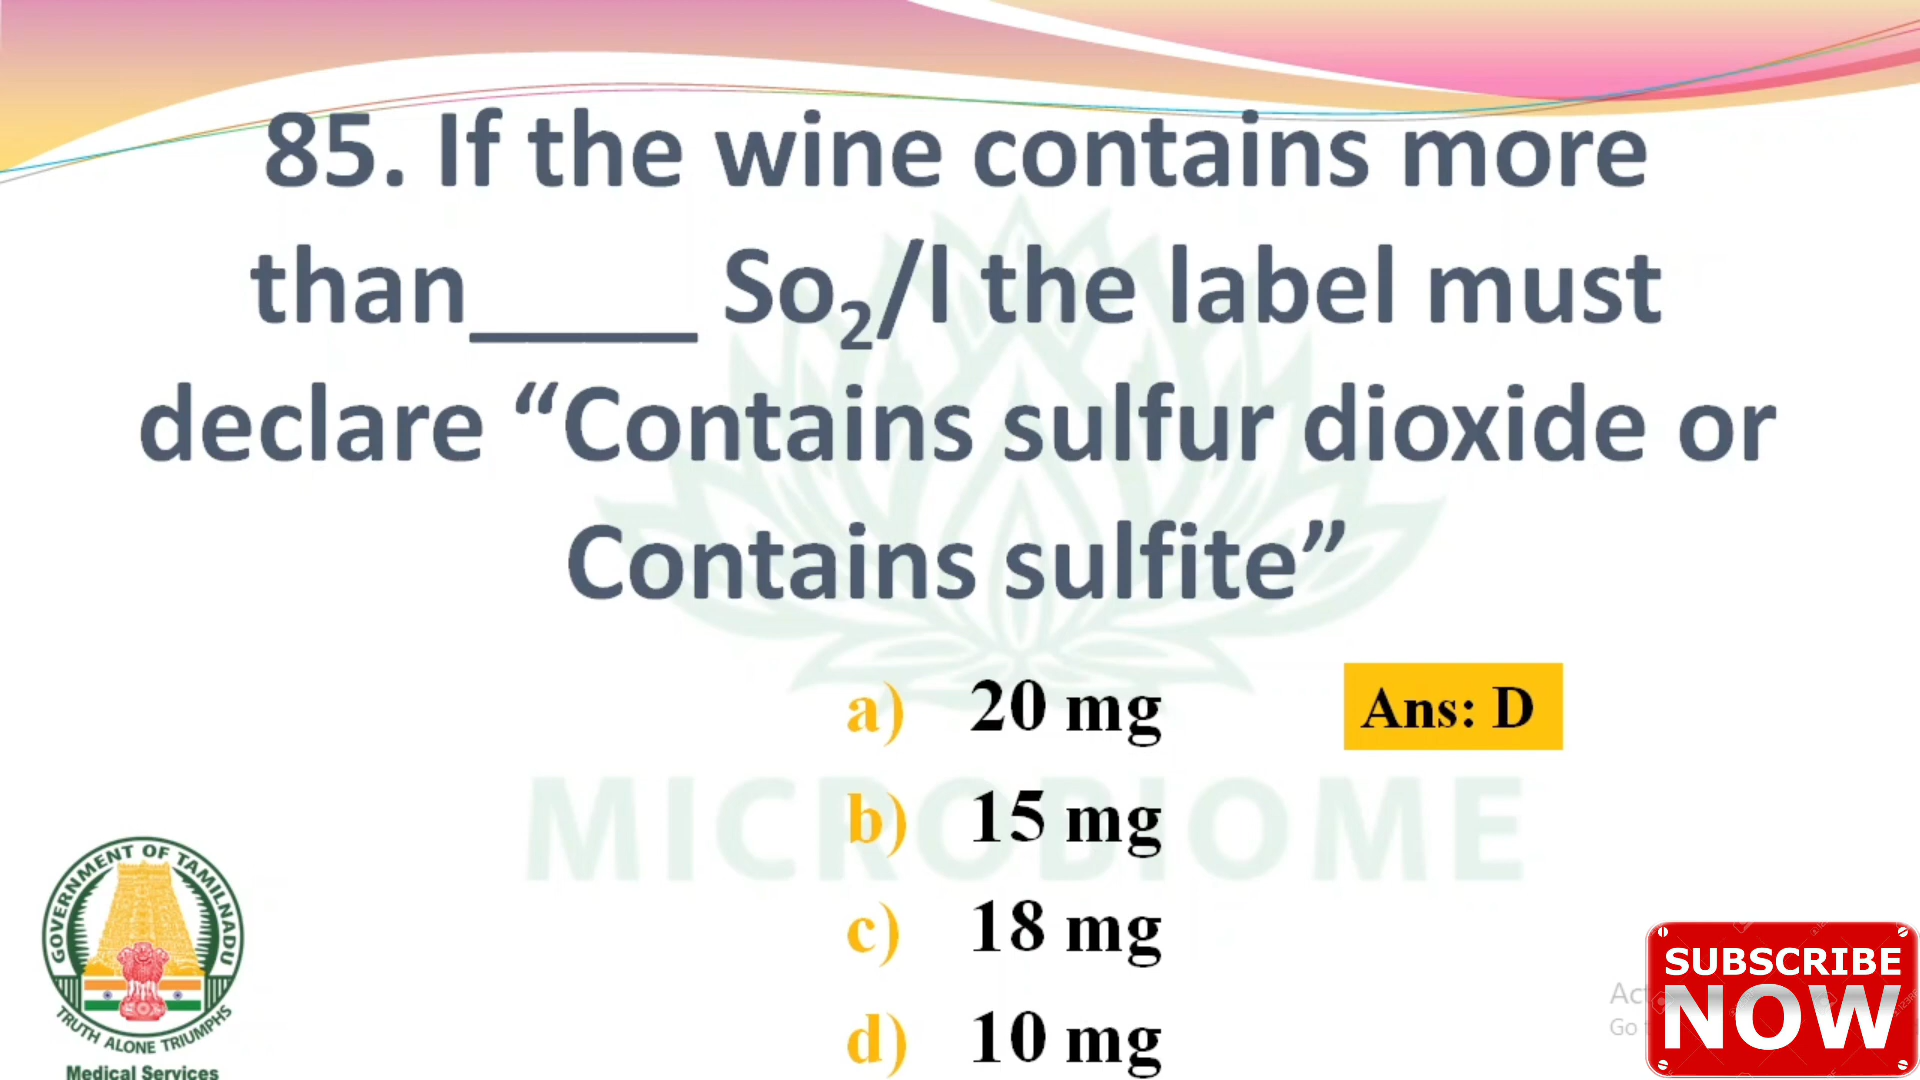 85. If the wine contains more
than____ So₂/l the label must
declare “Contains sulfur dioxide or
Contains sulfite”
a) 20 mg
Ans: D
b) 15 mg
c) 18 mg
d) 10 mg
MICROBIOME
GOVERNMENT OF TAMILNADU
TRUTH ALONE TRIUMPHS
Medical Services
SUBSCRIBE
NOW